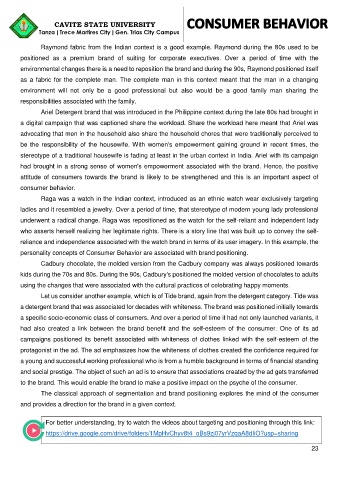 CAVITE STATE UNIVERSITY
Tanza | Trece Martires City | Gen. Trias City Campus
CONSUMER BEHAVIOR
Raymond fabric from the Indian context is a good example. Raymond during the 80s used to be
positioned as a premium brand of suiting for corporate executives. Over a period of time with the
environmental changes there is a need to reposition the brand and during the 90s, Raymond positioned itself
as a fabric for the complete man. The complete man in this context meant that the man in a changing
environment will not only be a good professional but also would be a good family man sharing the
responsibilities associated with the family.
Ariel Detergent brand that was introduced in the Philippine context during the late 80s had brought in
a digital campaign that was captioned share the workload. Share the workload here meant that Ariel was
advocating that men in the household also share the household chores that were traditionally perceived to
be the responsibility of the housewife. With women's empowerment gaining ground in recent times, the
stereotype of a traditional housewife is fading at least in the urban context in India. Ariel with its campaign
had brought in a strong sense of women's empowerment associated with the brand. Hence, the positive
attitude of consumers towards the brand is likely to be strengthened and this is an important aspect of
consumer behavior.
Raga was a watch in the Indian context, introduced as an ethnic watch wear exclusively targeting
ladies and it resembled a jewelry. Over a period of time, that stereotype of modern young lady professional
underwent a radical change. Raga was repositioned as the watch for the self-reliant and independent lady
who asserts herself realizing her legitimate rights. There is a story line that was built up to convey the self-
reliance and independence associated with the watch brand in terms of its user imagery. In this example, the
personality concepts of Consumer Behavior are associated with brand positioning.
Cadbury chocolate, the molded version from the Cadbury company was always positioned towards
kids during the 70s and 80s. During the 90s, Cadbury's positioned the molded version of chocolates to adults
using the changes that were associated with the cultural practices of celebrating happy moments.
Let us consider another example, which is of Tide brand, again from the detergent category. Tide was
a detergent brand that was associated for decades with whiteness. The brand was positioned initially towards
a specific socio-economic class of consumers. And over a period of time it had not only launched variants, it
had also created a link between the brand benefit and the self-esteem of the consumer. One of its ad
campaigns positioned its benefit associated with whiteness of clothes linked with the self-esteem of the
protagonist in the ad. The ad emphasizes how the whiteness of clothes created the confidence required for
a young and successful working professional who is from a humble background in terms of financial standing
and social prestige. The object of such an ad is to ensure that associations created by the ad gets transferred
to the brand. This would enable the brand to make a positive impact on the psyche of the consumer.
The classical approach of segmentation and brand positioning explores the mind of the consumer
and provides a direction for the brand in a given context.
For better understanding, try to watch the videos about targeting and positioning through this link:
23